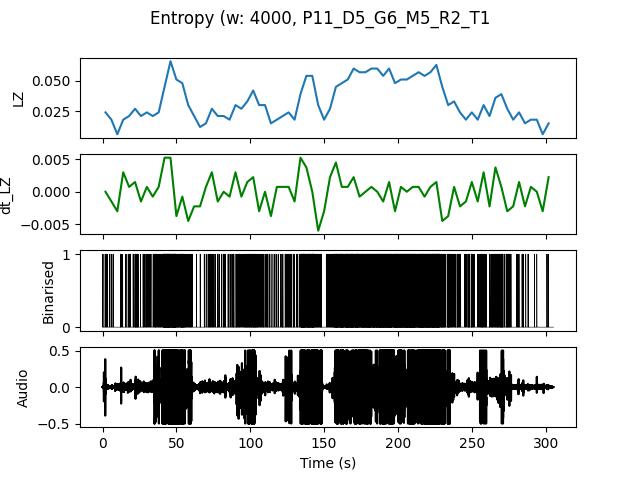 Entropy (w: 4000, P11_D5_G6_M5_R2_T1
LZ
0.050
0.025
dt_LZ
0.005
0.000
−0.005
Binarised
1
0
Audio
0.5
0.0
−0.5
0 50 100 150 200 250 300
Time (s)